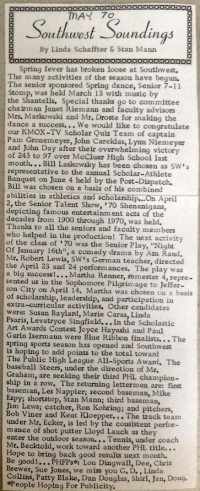 MAY 70
Southwest Soundings
By Linda Schaffter & Stan Mann
Spring fever has broken loose at Southwest.
The many activities of the season have begun.
The senior sponsored Spring dance, Senior 7-11
Stomp, was held March 13 with music by
the Shantells. Special thanks go to committee
chairman Janet Riemann and faculty advisors
Mrs. Matkowski and Mr. Droste for making the
dance a success... We would like to congratulate
our KMOX-TV Scholar Quiz Team of captain
Pam Gronemeyer, John Careklas, Lynn Niemeyer
and John Day after their overwhelming victory
of 243 to 97 over McCluer High School last
month... Bill Laskowsky has been chosen as SW's
representative to the annual Scholar-Athlete
Banquet on June 4 held by the Post-Dispatch.
Bill was chosen on a basis of his combined
abilities in athletics and scholarship...On April
2, the Senior Talent Show, '70 Shenanigans,
depicting famous entertainment acts of the
decades from 1900 through 1970, was held.
Thanks to all the seniors and faculty members
who helped in the production! The next activity
of the class of '70 was the Senior Play, "Night
Of January 16th", a comedy drama by Ann Rand.
Mr. Robert Lewis, SW's German teacher, directed
the April 23 and 24 performances. The play was
a big success!... Martha Renner, semester 6, repre-
sented us in the Sophomore Pilgrimage to Jeffer-
son City on April 14. Martha was chosen on a basis
of scholarship, leadership, and participation in
extra-curricular activities. Other candidates
were: Susan Baylard, Marie Caras, Linda
Psaris, Levatryce Singfield... In the Scholastic
Art Awards Contest Joyce Hayashi and Paul
Garin Isermann were Blue Ribbon finalists... The
spring sports season has opened and Southwest
is hoping to add points to the total toward
The Public High League All-Sports Award. The
baseball Steers, under the direction of Mr.
Graham, are seeking their third PHL champion-
ship in a row. The returning lettermen are: first
baseman, Les Nappier; second baseman, Mike
Erpy; shortstop, Stan Mann; third baseman,
Jim Laws; catcher, Ron Kohring; and pitchers,
Bob Viner and Kent Kloepper... The track team
under Mr. Ecker, is led by the consistent perfor-
mance of shot putter Lloyd Lauck as they
enter the outdoor season... Tennis, under coach
Mr. Becktold, work toward another PHL title...
Hope to bring back good results next month.
Be good!... PHFPs*: Lou Dingwall, Dee, Chris
Brewer, Sue Jones, we miss you G. D., Linda
Collins, Patty Blake, Dan Douglas, Shirl, Jan, Doug.
*People Hoping For Publicity.